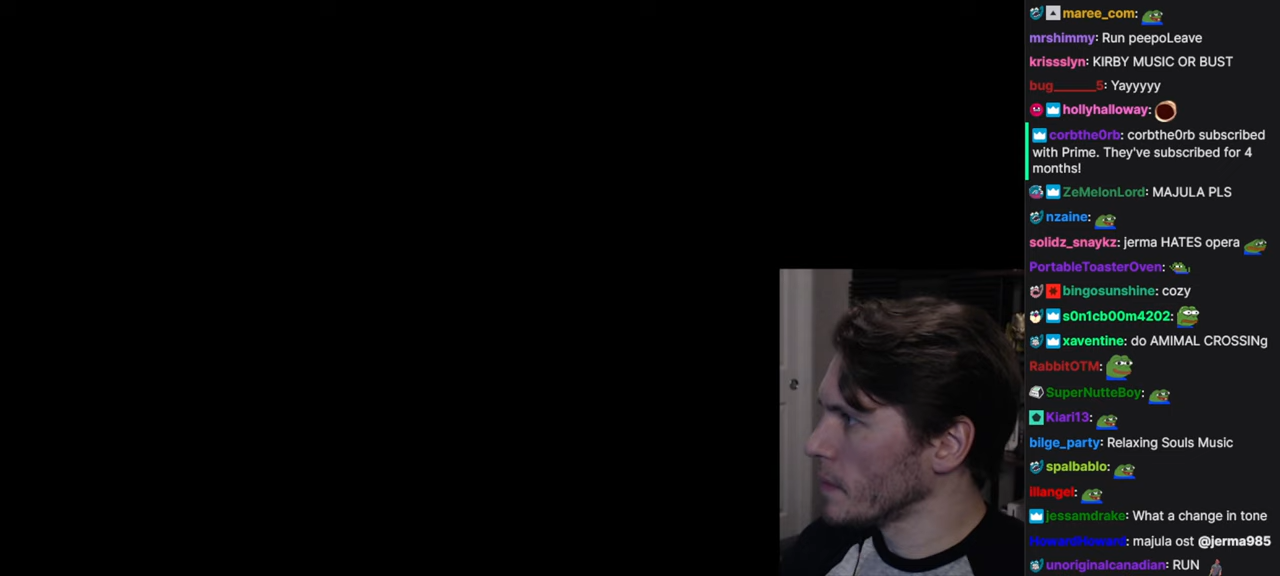 maree_com:
mrshimmy: Run peepoLeave
krissslyn: KIRBY MUSIC OR BUST
bug______5: Yayyyyy
hollyhalloway:
corbthe0rb: corbthe0rb subscribed
with Prime. They've subscribed for 4
months!
ZeMelonLord: MAJULA PLS
nzaine:
solidz_snaykz: jerma HATES opera
PortableToasterOven:
bingosunshine: cozy
s0n1cb00m4202:
xaventine: do AMIMAL CROSSINg
RabbitOTM:
SuperNutteBoy:
Kiari13:
bilge_party: Relaxing Souls Music
spalbablo:
illangel:
jessamdrake: What a change in tone
HowardHoward: majula ost @jerma985
unoriginalcanadian: RUN